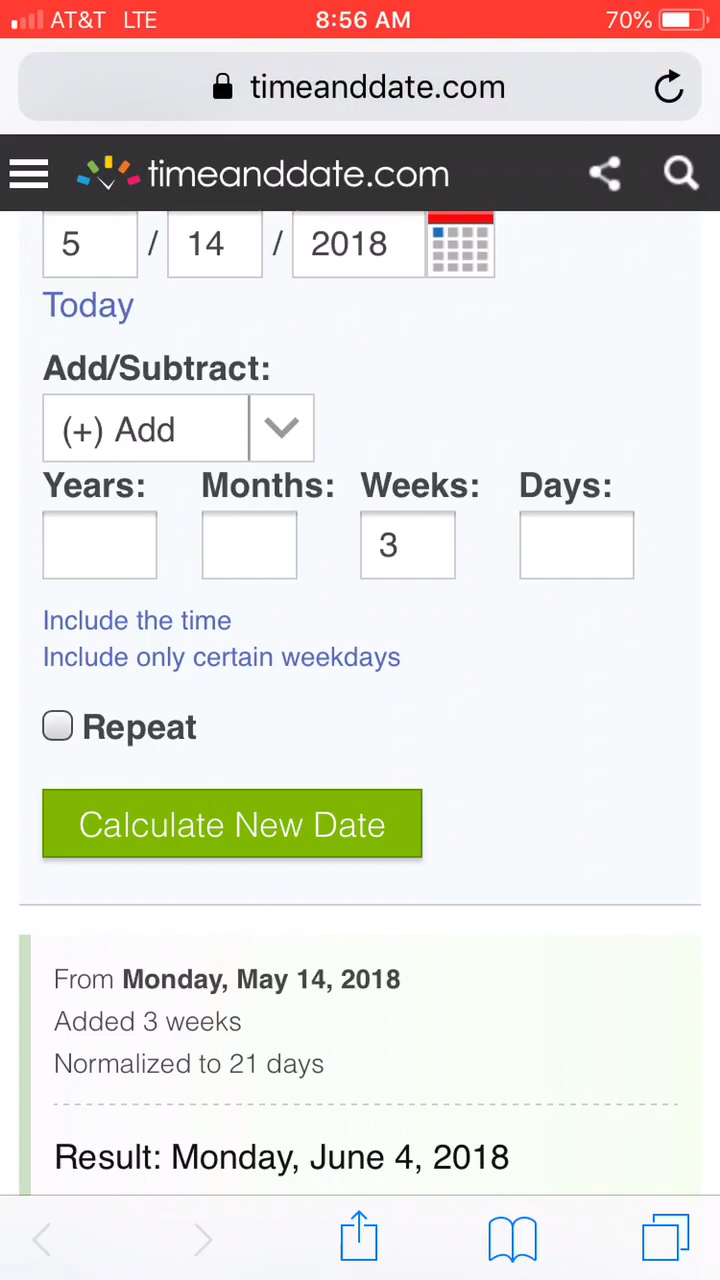 AT&T LTE 8:56 AM 70%
timeanddate.com
timeanddate.com
5 / 14 / 2018
Today
Add/Subtract:
(+) Add
Years: Months: Weeks: Days:
3
Include the time
Include only certain weekdays
Repeat
Calculate New Date
From Monday, May 14, 2018
Added 3 weeks
Normalized to 21 days
Result: Monday, June 4, 2018